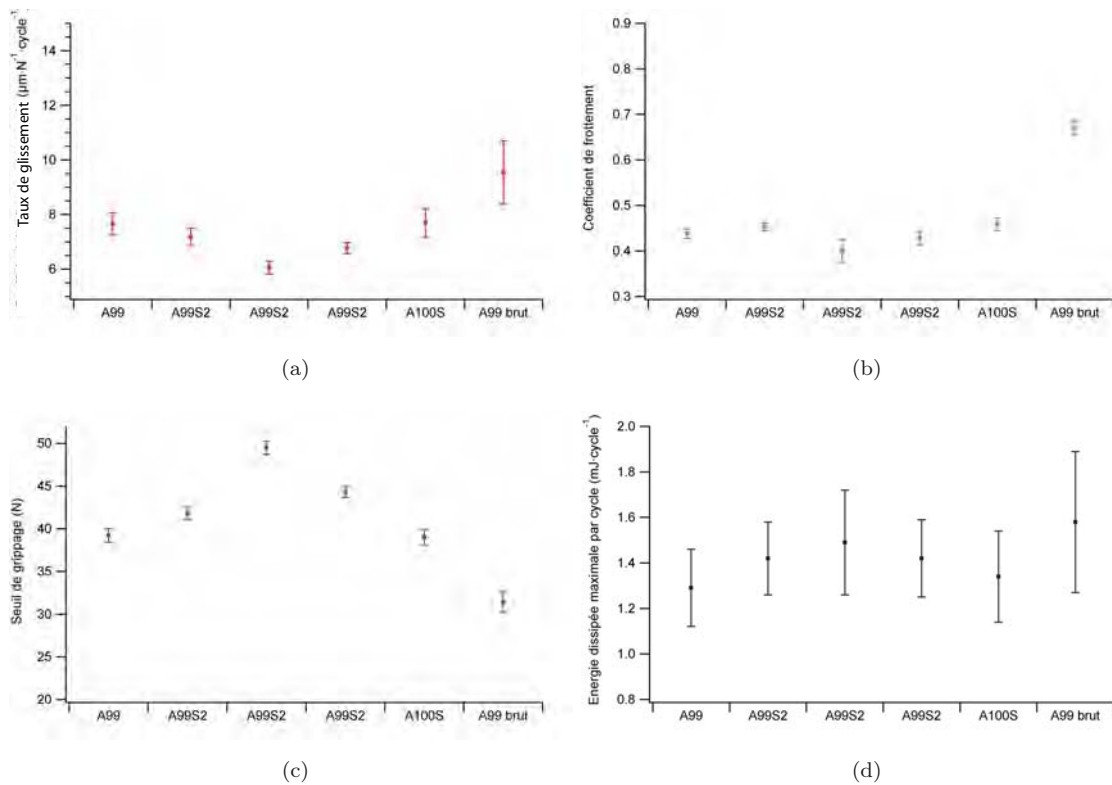 Taux de glissement (µm·N⁻¹·cycle⁻¹)
14
12
10
8
6
A99 A99S2 A99S2 A99S2 A100S A99 brut
(a)
Coefficient de frottement
0.9
0.8
0.7
0.6
0.5
0.4
0.3
A99 A99S2 A99S2 A99S2 A100S A99 brut
(b)
Seuil de grippage (N)
50
45
40
35
30
25
20
A99 A99S2 A99S2 A99S2 A100S A99 brut
(c)
Energie dissipée maximale par cycle (mJ·cycle⁻¹)
2.0
1.8
1.6
1.4
1.2
1.0
0.8
A99 A99S2 A99S2 A99S2 A100S A99 brut
(d)